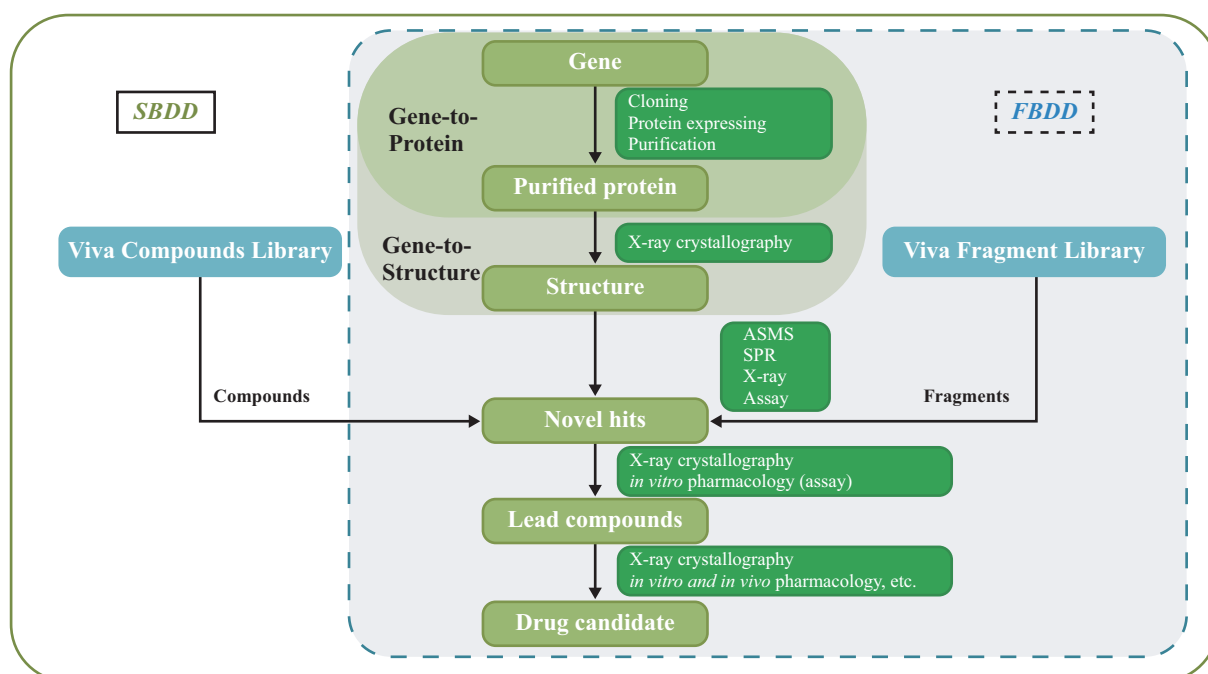 Gene
SBDD
FBDD
Cloning
Protein expressing
Purification
Gene-to-
Protein
Purified protein
Viva Compounds Library
X-ray crystallography
Viva Fragment Library
Gene-to-
Structure
Structure
ASMS
SPR
X-ray
Assay
Compounds
Fragments
Novel hits
X-ray crystallography
in vitro pharmacology (assay)
Lead compounds
X-ray crystallography
in vitro and in vivo pharmacology, etc.
Drug candidate